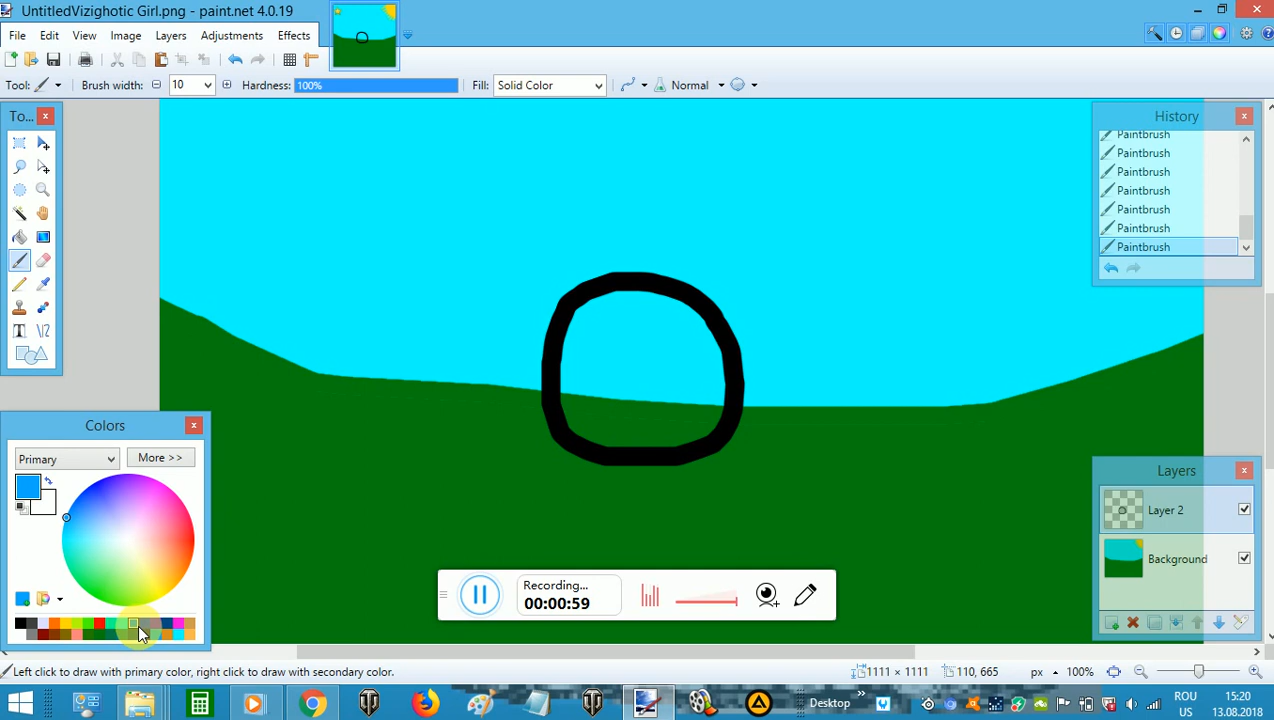 UntitledVizighotic Girl.png - paint.net 4.0.19
File Edit View Image Layers Adjustments Effects
Tool: Brush width: 10 Hardness: 100% Fill: Solid Color Normal
To...
History
Paintbrush
Paintbrush
Paintbrush
Paintbrush
Paintbrush
Paintbrush
Paintbrush
Colors
Primary More >>
Layers
Layer 2
Background
Recording...
00:00:59
Left click to draw with primary color, right click to draw with secondary color. 1111 × 1111 110, 665 px 100%
Desktop ROU 15:20
US 13.08.2018